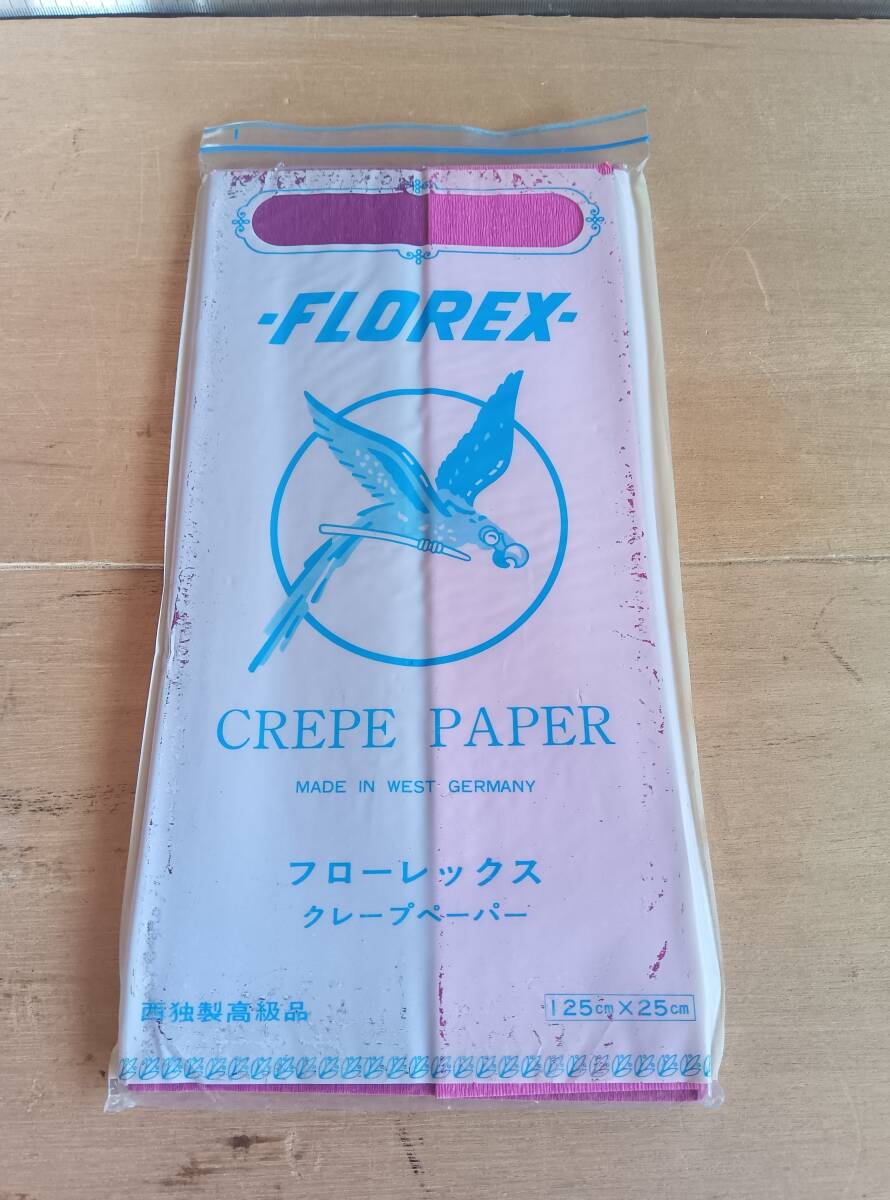 -FLOREX-
CREPE PAPER
MADE IN WEST GERMANY
フローレックス
クレープペーパー
西独製高級品
125cm×25cm